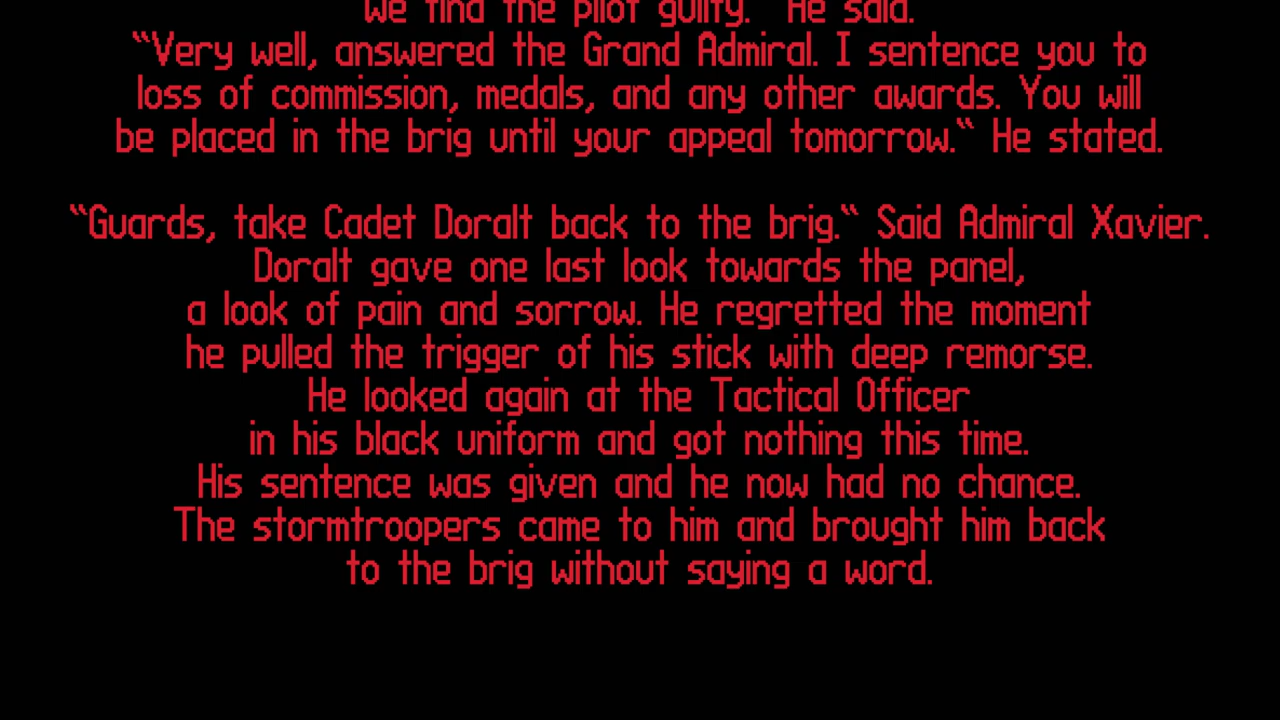 we find the pilot guilty.“ He said.
“Very well, answered the Grand Admiral. I sentence you to
loss of commission, medals, and any other awards. You will
be placed in the brig until your appeal tomorrow.“ He stated.
“Guards, take Cadet Doralt back to the brig.“ Said Admiral Xavier.
Doralt gave one last look towards the panel,
a look of pain and sorrow. He regretted the moment
he pulled the trigger of his stick with deep remorse.
He looked again at the Tactical Officer
in his black uniform and got nothing this time.
His sentence was given and he now had no chance.
The stormtroopers came to him and brought him back
to the brig without saying a word.